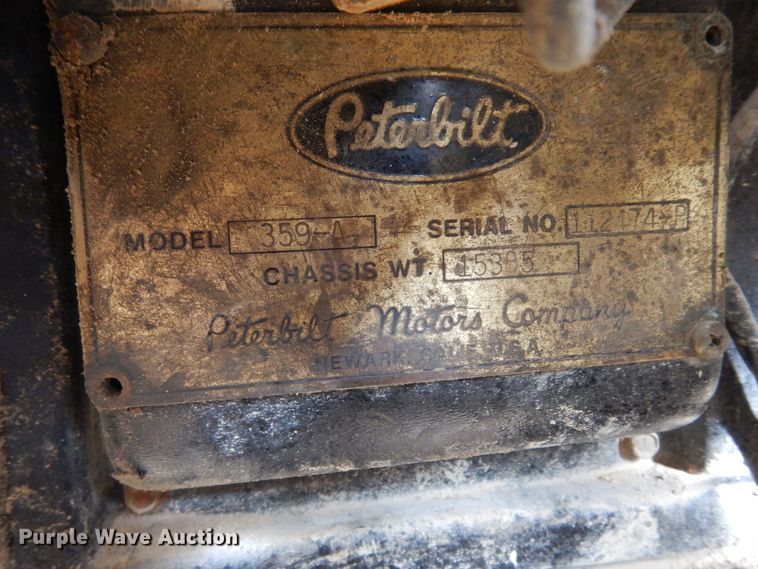 Peterbilt
MODEL 359-A SERIAL NO. 112474-P
CHASSIS WT. 15385
Peterbilt Motors Company
NEWARK, CALIF. U.S.A.
Purple Wave Auction®